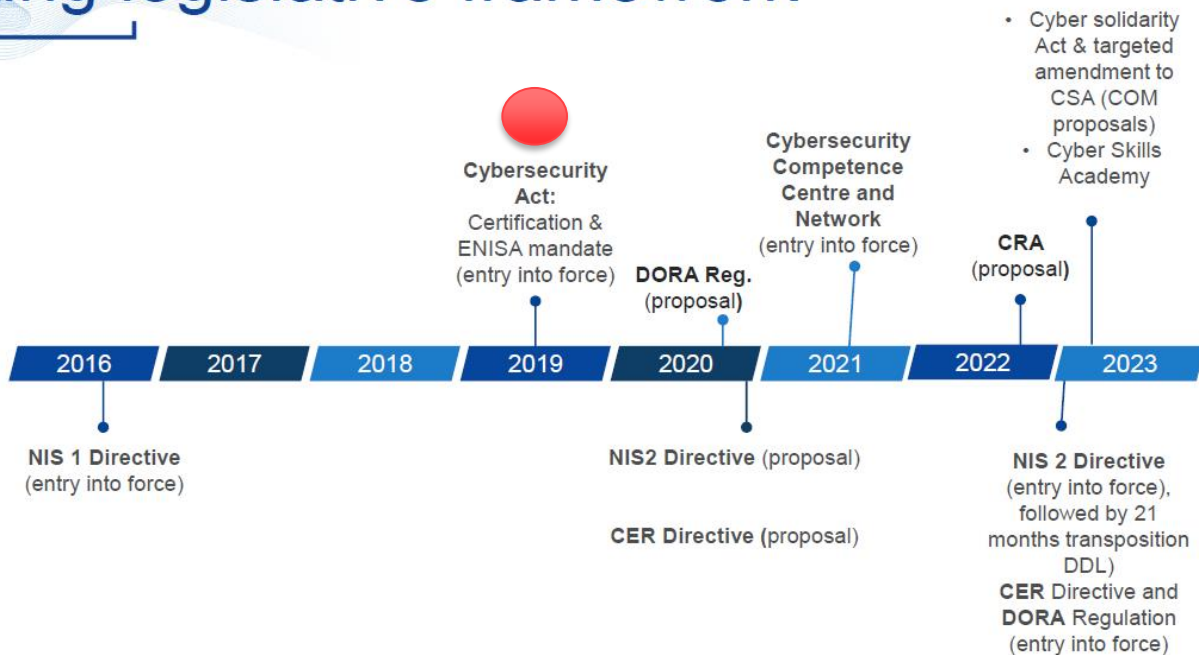 legislative framework
• Cyber solidarity
Act & targeted
amendment to
CSA (COM
proposals)
• Cyber Skills
Academy
Cybersecurity
Act:
Certification &
ENISA mandate
(entry into force)
DORA Reg.
(proposal)
Cybersecurity
Competence
Centre and
Network
(entry into force)
CRA
(proposal)
2016
2017
2018
2019
2020
2021
2022
2023
NIS 1 Directive
(entry into force)
NIS2 Directive (proposal)
CER Directive (proposal)
NIS 2 Directive
(entry into force),
followed by 21
months transposition
DDL)
CER Directive and
DORA Regulation
(entry into force)